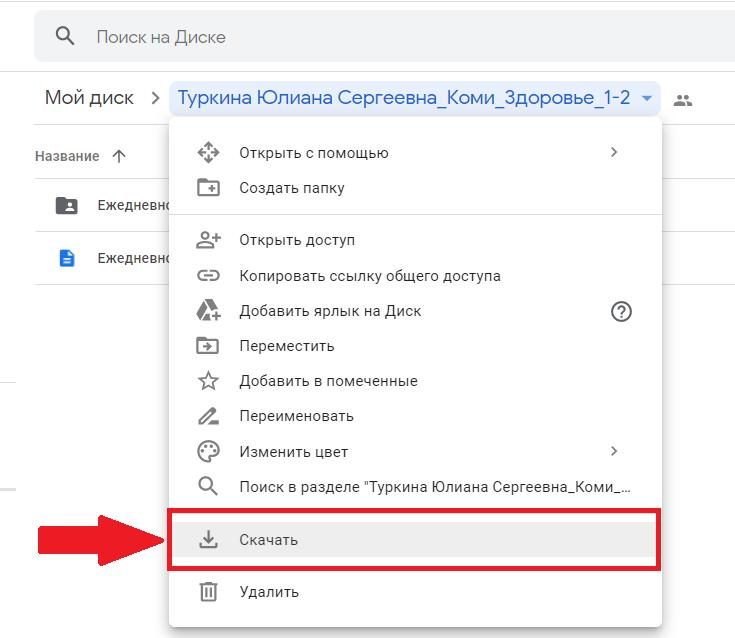 Поиск на Диске
Мой диск > Туркина Юлиана Сергеевна_Коми_Здоровье_1-2
Название
Открыть с помощью
Создать папку
Ежедневно
Открыть доступ
Ежедневно
Копировать ссылку общего доступа
Добавить ярлык на Диск
Переместить
Добавить в помеченные
Переименовать
Изменить цвет
Поиск в разделе "Туркина Юлиана Сергеевна_Коми_...
Скачать
Удалить